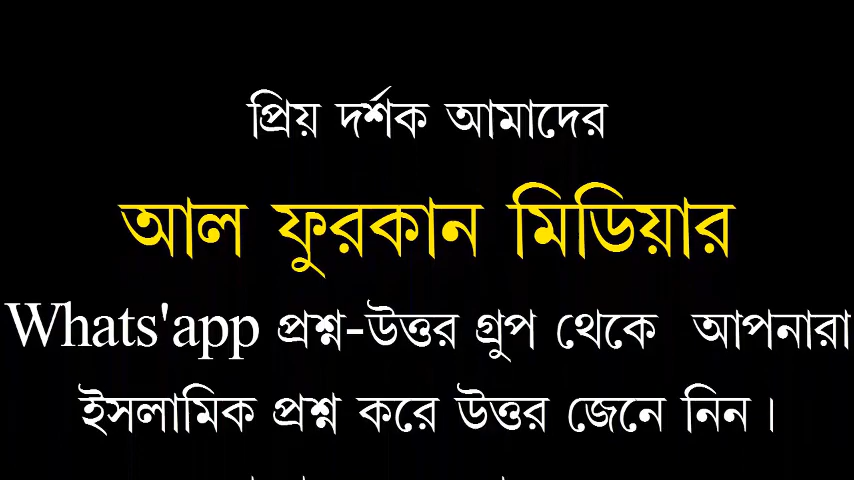 প্রিয় দর্শক আমাদের
আল ফুরকান মিডিয়ার
Whats'app প্রশ্ন-উত্তর গ্রুপ থেকে আপনারা
ইসলামিক প্রশ্ন করে উত্তর জেনে নিন।